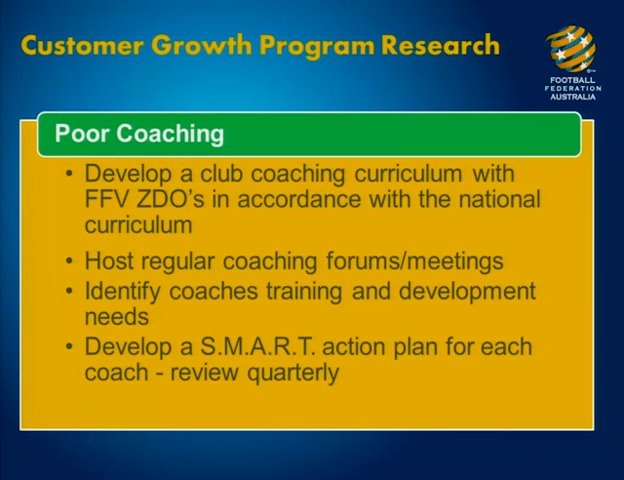 Customer Growth Program Research
FOOTBALL
FEDERATION
AUSTRALIA
Poor Coaching
• Develop a club coaching curriculum with
FFV ZDO's in accordance with the national
curriculum
• Host regular coaching forums/meetings
• Identify coaches training and development
needs
• Develop a S.M.A.R.T. action plan for each
coach - review quarterly